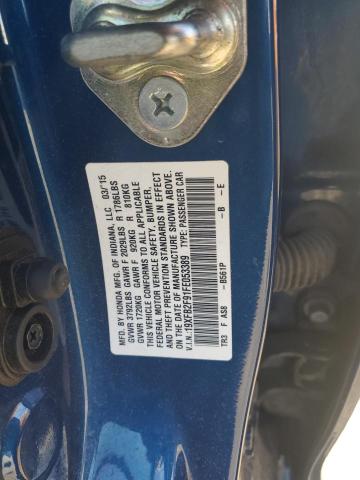 MFD. BY HONDA MFG. OF INDIANA, LLC 03/'15
GVWR 3792LBS GAWR F 2029LBS R 1786LBS
GVWR 1720KG GAWR F 920KG R 810KG
THIS VEHICLE CONFORMS TO ALL APPLICABLE
FEDERAL MOTOR VEHICLE SAFETY, BUMPER,
AND THEFT PREVENTION STANDARDS IN EFFECT
ON THE DATE OF MANUFACTURE SHOWN ABOVE.
V.I.N.:19XFB2F91FE053389 TYPE:PASSENGER CAR
TR3 F ASB - B561P - B - E